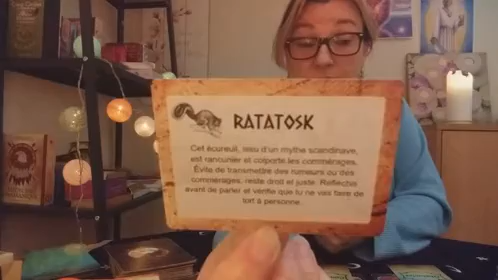 RATATOSK
Cet écureuil, issu d'un mythe scandinave,
est rancunier et colporte les commérages.
Évite de transmettre des rumeurs ou des
commérages, reste droit et juste. Réfléchis
avant de parler et vérifie que tu ne vas faire de
tort à personne.